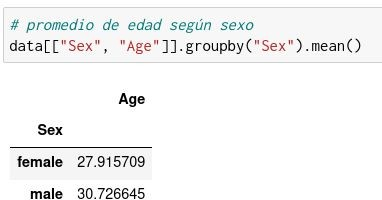 # promedio de edad según sexo
data[["Sex", "Age"]].groupby("Sex").mean()
Age
Sex
female 27.915709
male 30.726645